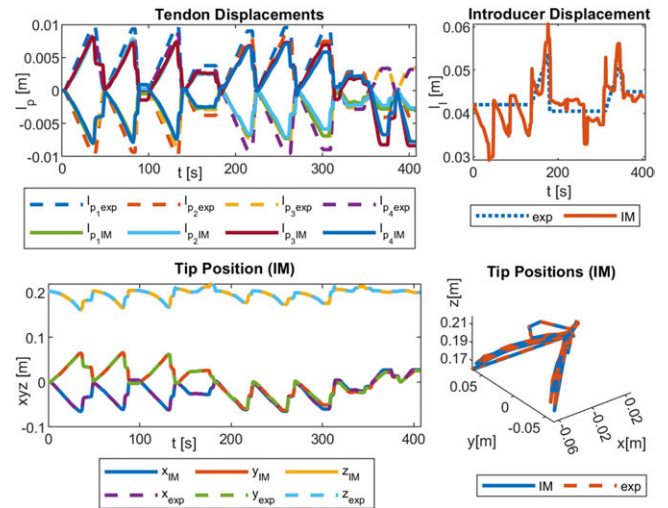 Tendon Displacements
0.01
0.005
0
-0.005
-0.01
l_p [m]
0
100
200
300
400
t [s]
l_p1exp
l_p2exp
l_p3exp
l_p4exp
l_p1IM
l_p2IM
l_p3IM
l_p4IM
Introducer Displacement
0.06
0.05
0.04
0.03
l_l [m]
0
200
400
t [s]
exp
IM
Tip Position (IM)
0.2
0.1
0
-0.1
xyz [m]
0
100
200
300
400
t [s]
x_IM
y_IM
z_IM
x_exp
y_exp
z_exp
Tip Positions (IM)
z[m]
0.21
0.19
0.17
0.05
0
-0.05
y[m]
-0.06
-0.02
0.02
x[m]
IM
exp